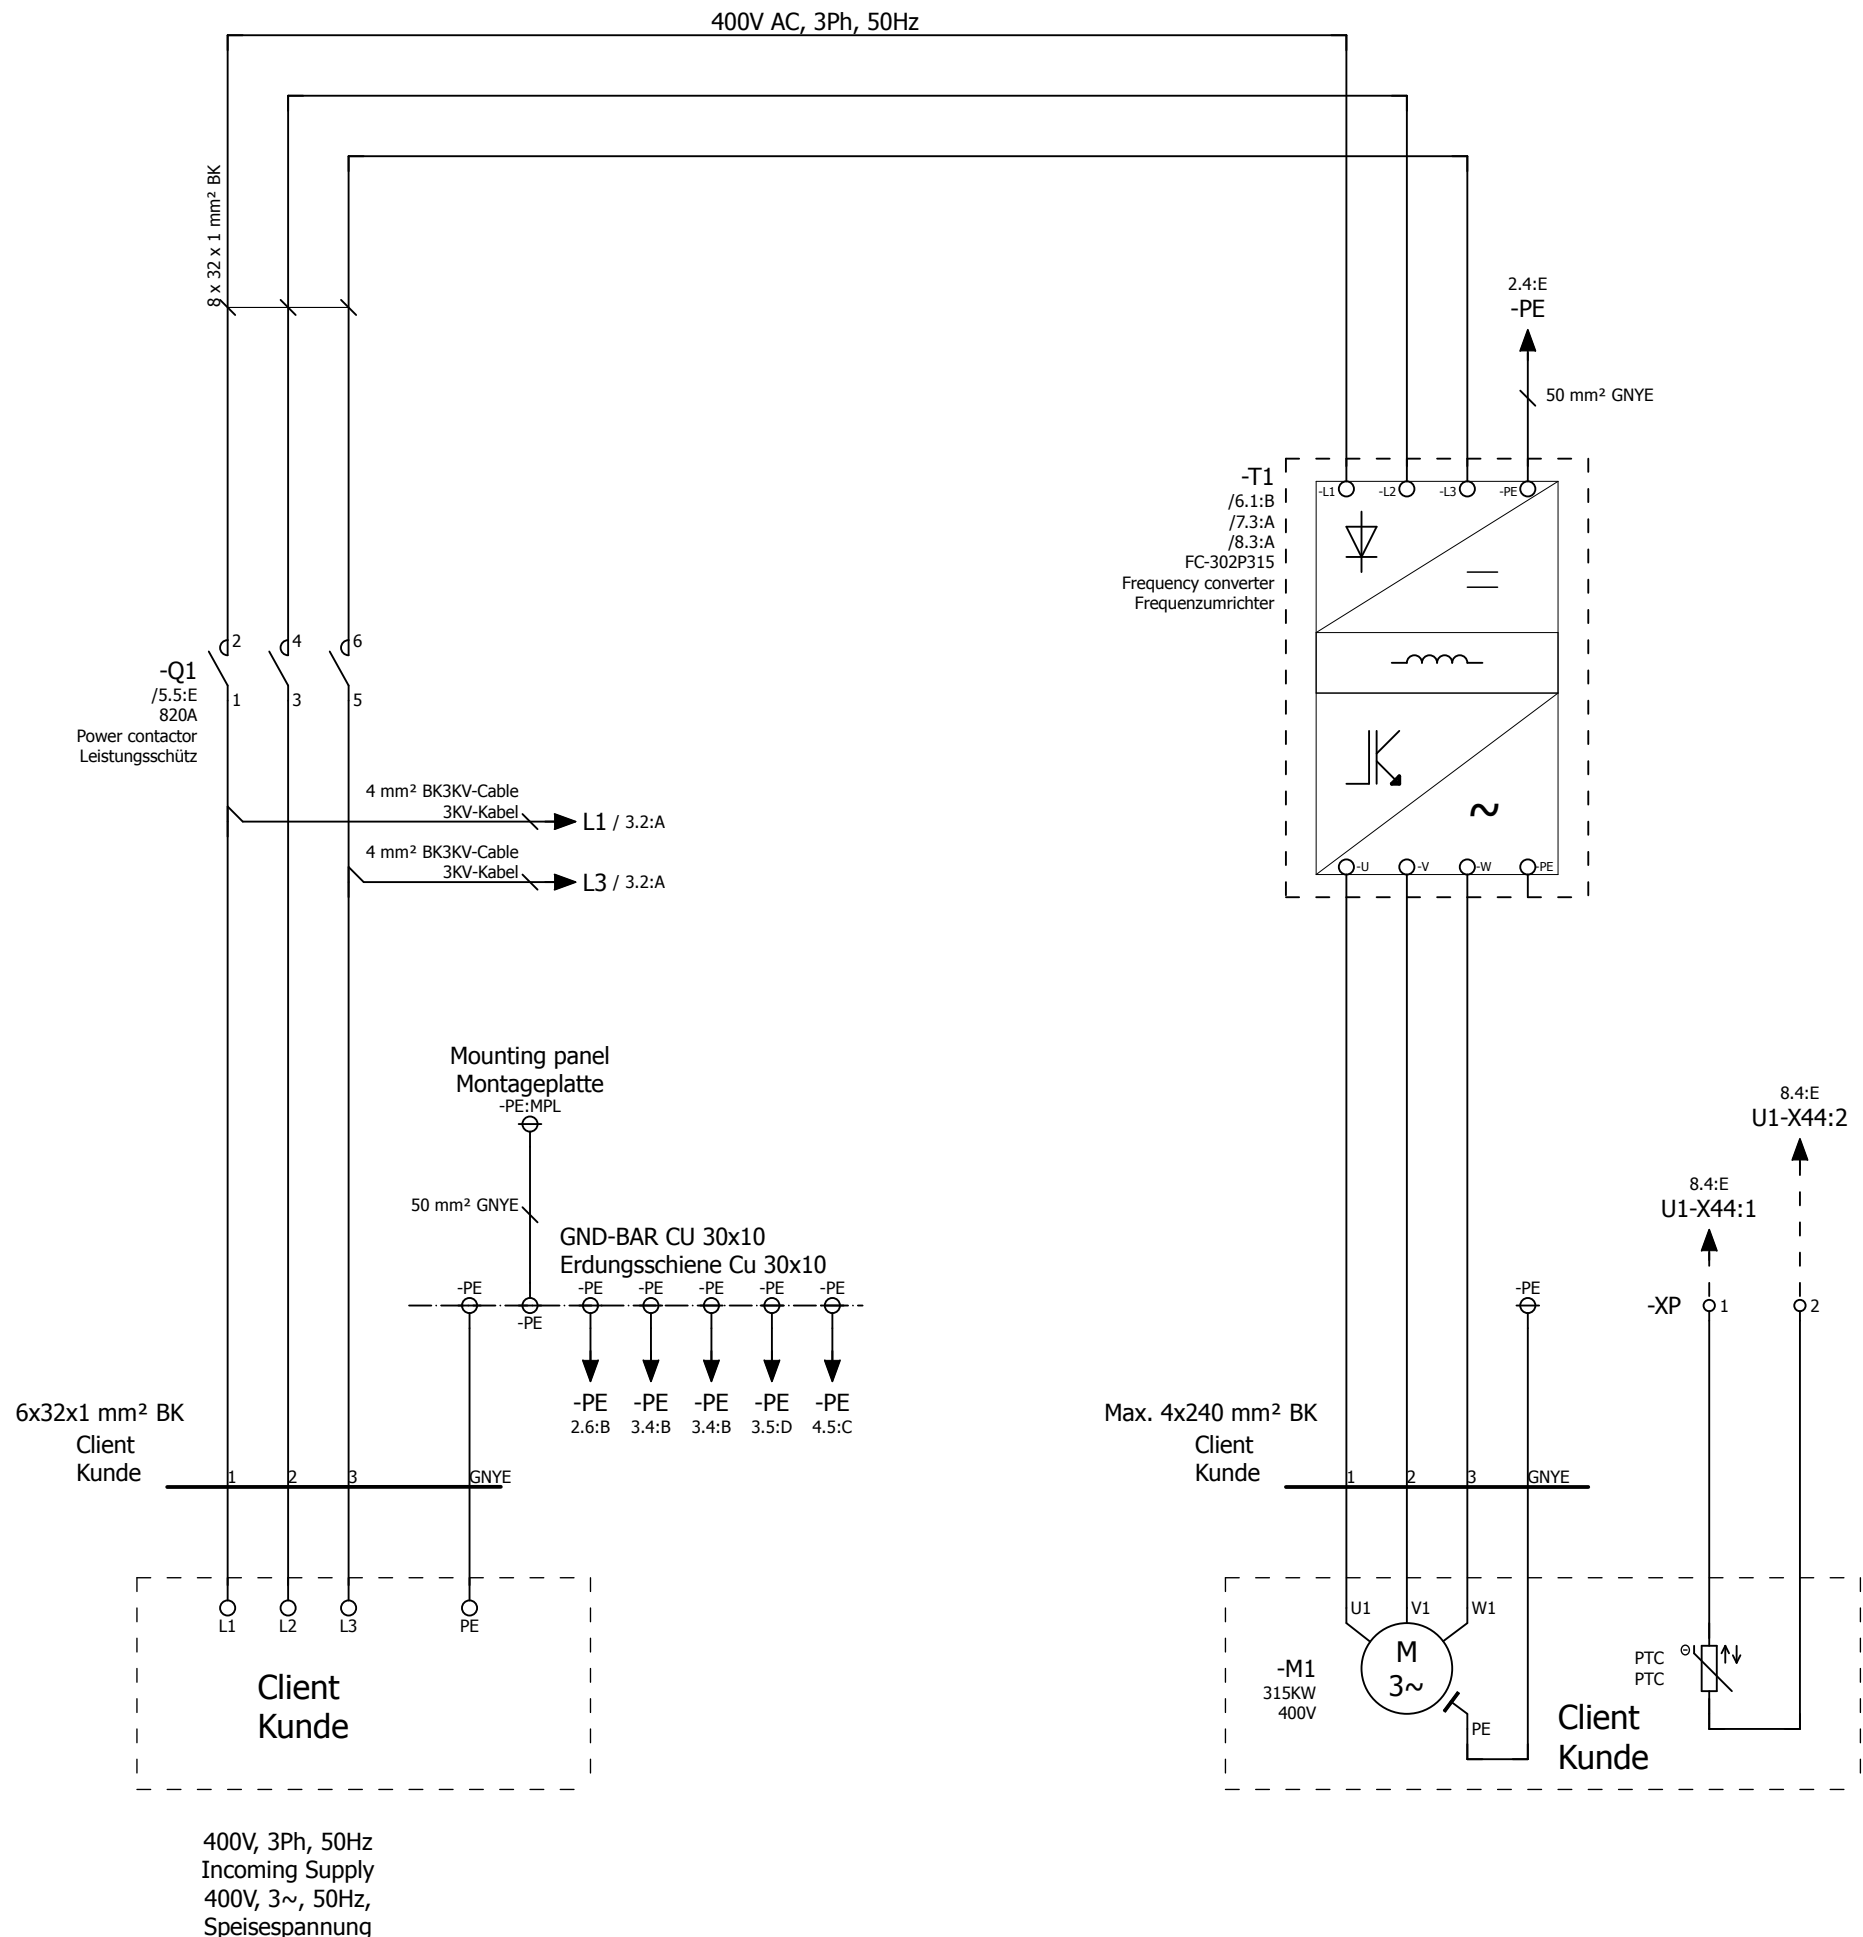 400V AC, 3Ph, 50Hz
8 x 32 x 1 mm² BK
2.4:E
-PE
50 mm² GNYE
-T1
/6.1:B
/7.3:A
/8.3:A
FC-302P315
Frequency converter
Frequenzumrichter
-L1 -L2 -L3 -PE
-U -V -W -PE
2 4 6
-Q1
/5.5:E
820A
Power contactor
Leistungsschütz
1 3 5
4 mm² BK3KV-Cable
3KV-Kabel
L1 / 3.2:A
4 mm² BK3KV-Cable
3KV-Kabel
L3 / 3.2:A
Mounting panel
Montageplatte
-PE:MPL
50 mm² GNYE
GND-BAR CU 30x10
Erdungsschiene Cu 30x10
-PE -PE -PE -PE -PE -PE
-PE
-PE -PE -PE -PE -PE
2.6:B 3.4:B 3.4:B 3.5:D 4.5:C
8.4:E
U1-X44:2
8.4:E
U1-X44:1
-PE
-XP 1 2
6x32x1 mm² BK
Client
Kunde
1 2 3 GNYE
Max. 4x240 mm² BK
Client
Kunde
1 2 3 GNYE
L1 L2 L3 PE
Client
Kunde
U1 V1 W1
M
3~
-M1
315KW
400V
PE
PTC
PTC
Θ
Client
Kunde
400V, 3Ph, 50Hz
Incoming Supply
400V, 3~, 50Hz,
Speisespannung